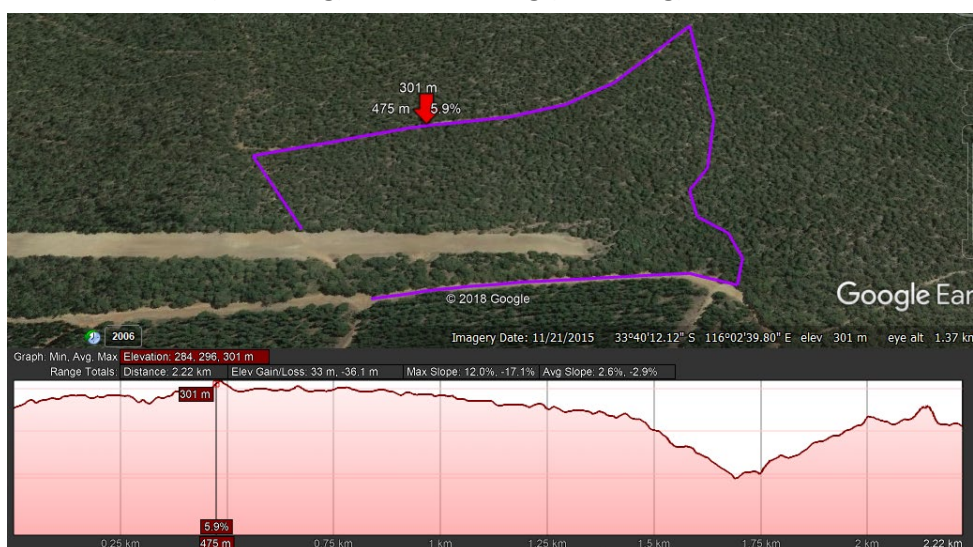 301 m
475 m 5.9%
© 2018 Google
Google Ear
2006
Imagery Date: 11/21/2015 33°40'12.12" S 116°02'39.80" E elev 301 m eye alt 1.37 km
Graph: Min, Avg, Max Elevation: 284, 296, 301 m
Range Totals: Distance: 2.22 km Elev Gain/Loss: 33 m, -36.1 m Max Slope: 12.0%, -17.1% Avg Slope: 2.6%, -2.9%
301 m
5.9%
0.25 km 475 m 0.75 km 1 km 1.25 km 1.5 km 1.75 km 2 km 2.22 km